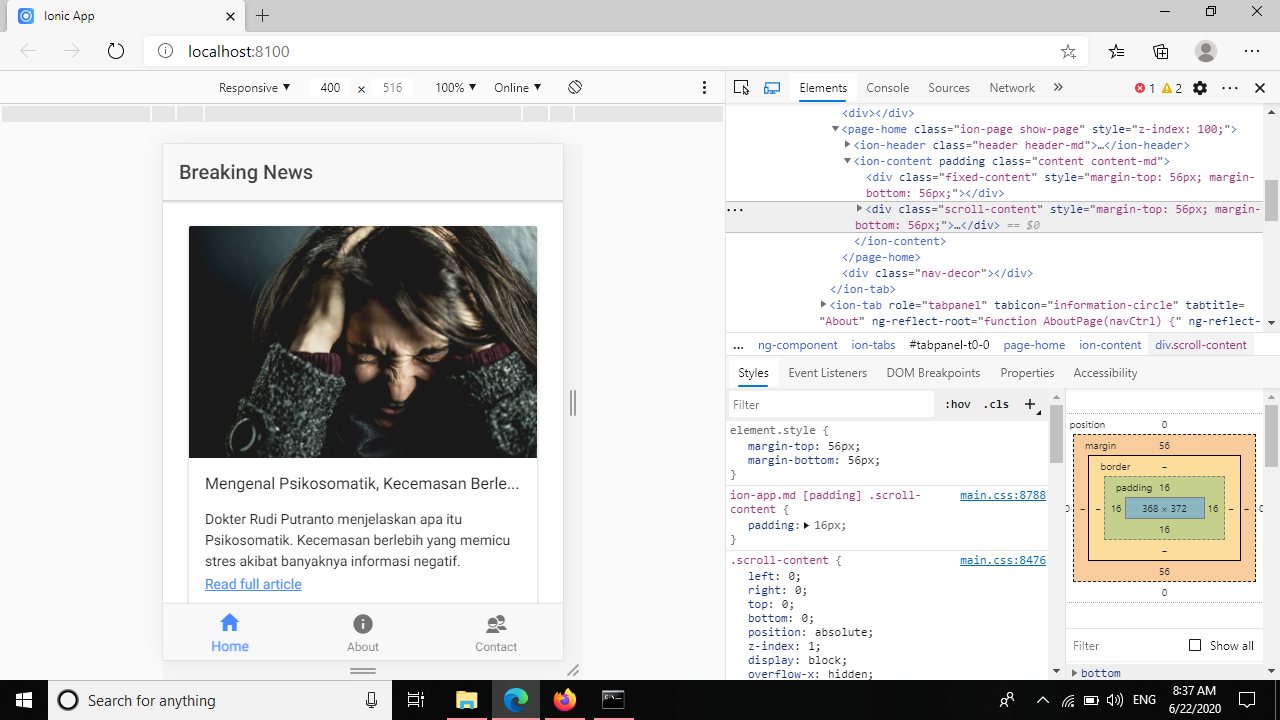 Ionic App
localhost:8100
Responsive ▼ 400 × 516 100% ▼ Online ▼
Elements Console Sources Network » 1 2
Breaking News
Mengenal Psikosomatik, Kecemasan Berle...
Dokter Rudi Putranto menjelaskan apa itu
Psikosomatik. Kecemasan berlebih yang memicu
stres akibat banyaknya informasi negatif.
Read full article
Home About Contact
<div></div>
▼<page-home class="ion-page show-page" style="z-index: 100;">
▶<ion-header class="header header-md">…</ion-header>
▼<ion-content padding class="content content-md">
<div class="fixed-content" style="margin-top: 56px; margin-
bottom: 56px;"></div>
… ▶<div class="scroll-content" style="margin-top: 56px; margin-
bottom: 56px;">…</div> == $0
</ion-content>
</page-home>
<div class="nav-decor"></div>
</ion-tab>
▶<ion-tab role="tabpanel" tabicon="information-circle" tabtitle=
"About" ng-reflect-root="function AboutPage(navCtrl) {" ng-reflect-
... ng-component ion-tabs #tabpanel-t0-0 page-home ion-content div.scroll-content
Styles Event Listeners DOM Breakpoints Properties Accessibility
Filter :hov .cls +
element.style {
margin-top: 56px;
margin-bottom: 56px;
}
ion-app.md [padding] .scroll- main.css:8788
content {
padding:▶ 16px;
}
.scroll-content { main.css:8476
left: 0;
right: 0;
top: 0;
bottom: 0;
position: absolute;
z-index: 1;
display: block;
overflow-x: hidden;
position 0
margin 56
border –
padding 16
0 – – 16 368 × 372 16 – – 0
16
–
56
0
Filter Show all
▶ bottom
Search for anything
ENG
8:37 AM
6/22/2020